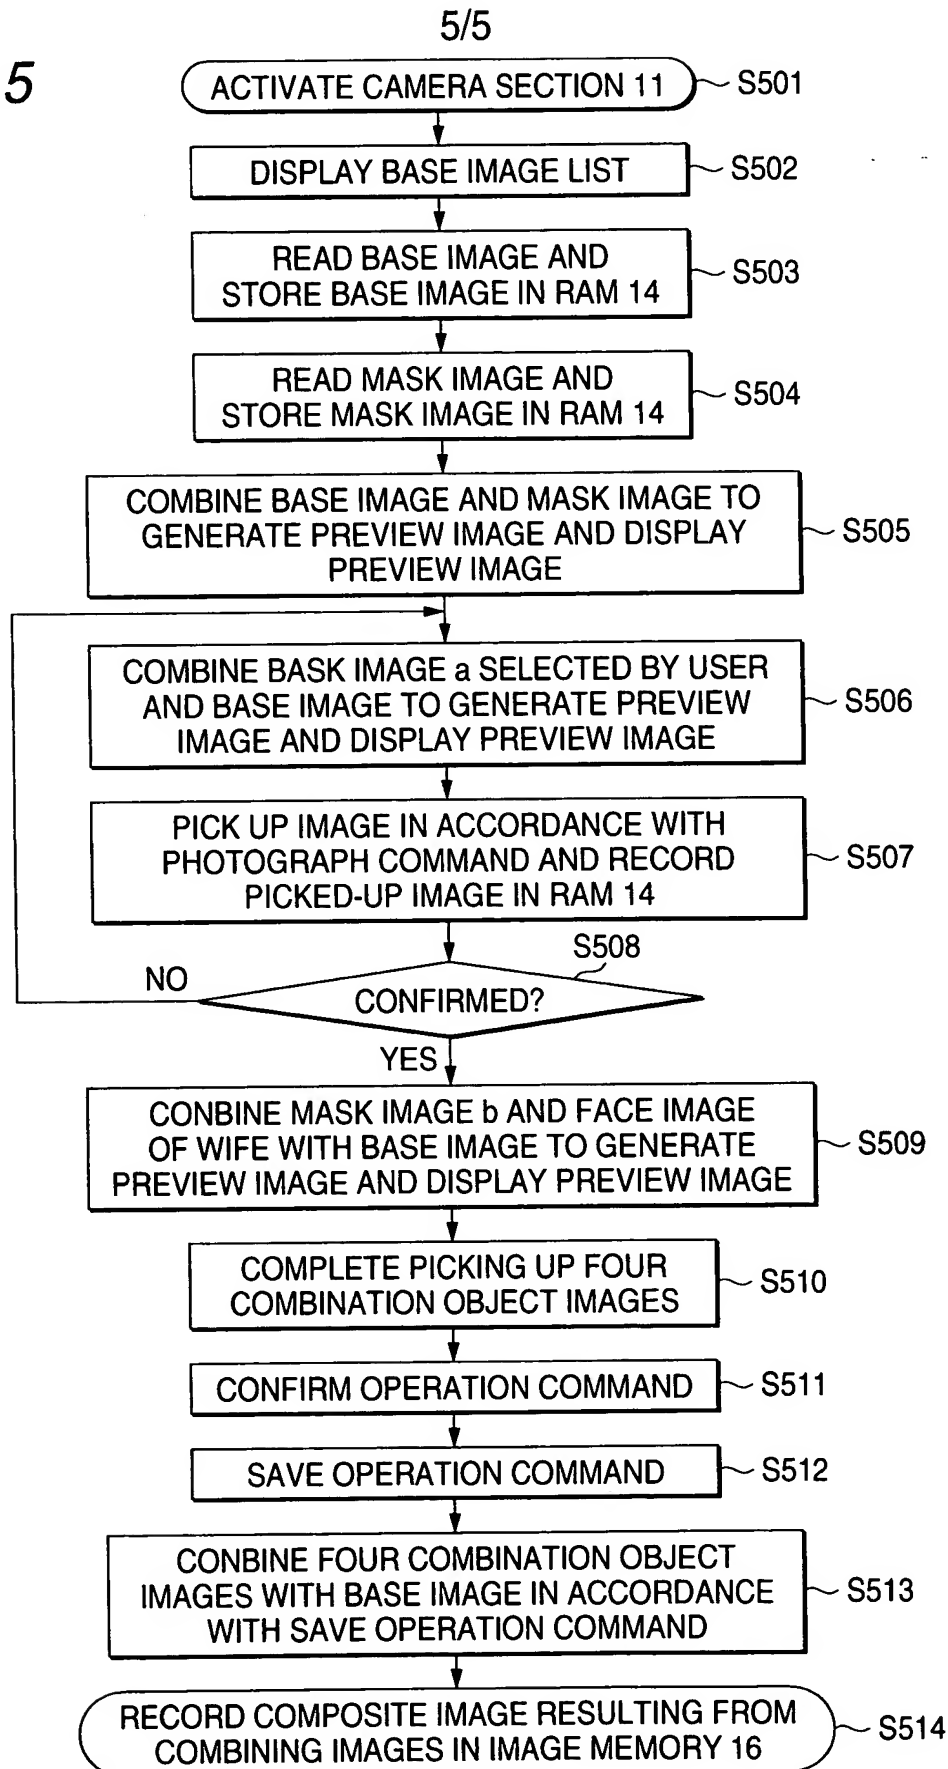 5/5
5
ACTIVATE CAMERA SECTION 11
S501
DISPLAY BASE IMAGE LIST
S502
READ BASE IMAGE AND
STORE BASE IMAGE IN RAM 14
S503
READ MASK IMAGE AND
STORE MASK IMAGE IN RAM 14
S504
COMBINE BASE IMAGE AND MASK IMAGE TO
GENERATE PREVIEW IMAGE AND DISPLAY
PREVIEW IMAGE
S505
COMBINE BASK IMAGE a SELECTED BY USER
AND BASE IMAGE TO GENERATE PREVIEW
IMAGE AND DISPLAY PREVIEW IMAGE
S506
PICK UP IMAGE IN ACCORDANCE WITH
PHOTOGRAPH COMMAND AND RECORD
PICKED-UP IMAGE IN RAM 14
S507
S508
NO
CONFIRMED?
YES
CONBINE MASK IMAGE b AND FACE IMAGE
OF WIFE WITH BASE IMAGE TO GENERATE
PREVIEW IMAGE AND DISPLAY PREVIEW IMAGE
S509
COMPLETE PICKING UP FOUR
COMBINATION OBJECT IMAGES
S510
CONFIRM OPERATION COMMAND
S511
SAVE OPERATION COMMAND
S512
CONBINE FOUR COMBINATION OBJECT
IMAGES WITH BASE IMAGE IN ACCORDANCE
WITH SAVE OPERATION COMMAND
S513
RECORD COMPOSITE IMAGE RESULTING FROM
COMBINING IMAGES IN IMAGE MEMORY 16
S514